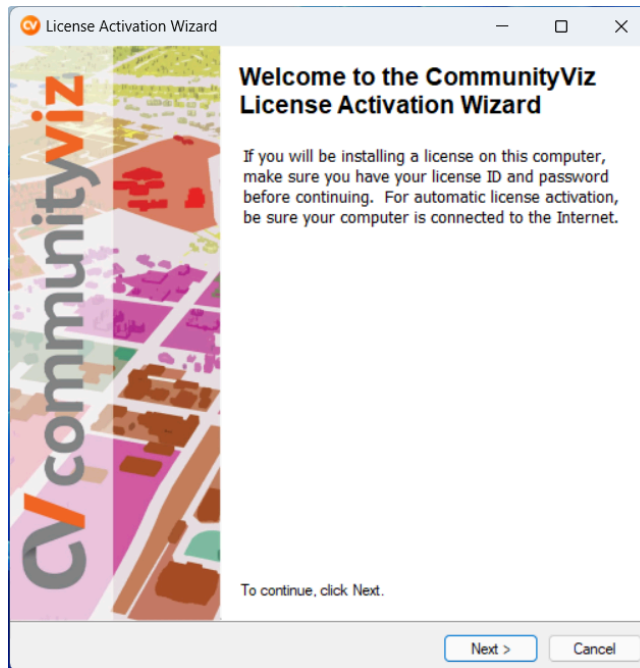 CV License Activation Wizard
Welcome to the CommunityViz
License Activation Wizard
If you will be installing a license on this computer,
make sure you have your license ID and password
before continuing. For automatic license activation,
be sure your computer is connected to the Internet.
CV communityviz
To continue, click Next.
Next >
Cancel